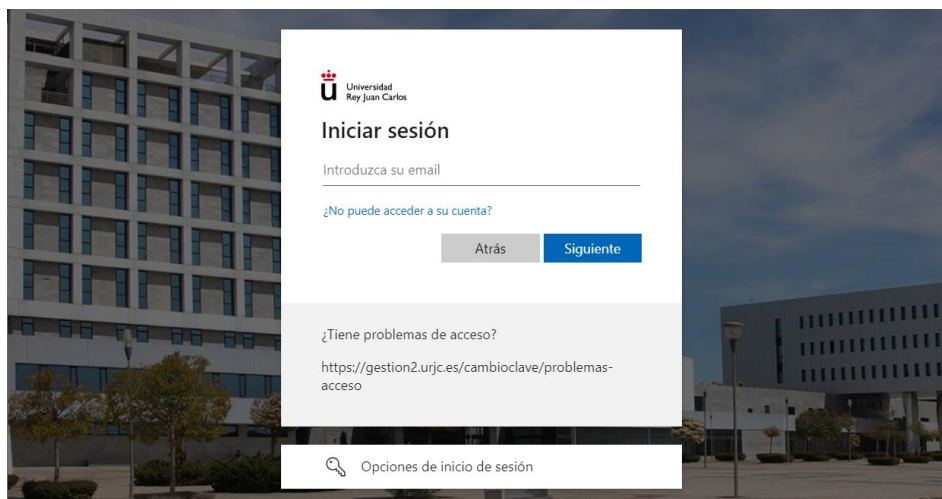 Universidad
Rey Juan Carlos
Iniciar sesión
Introduzca su email
¿No puede acceder a su cuenta?
Atrás
Siguiente
¿Tiene problemas de acceso?
https://gestion2.urjc.es/cambioclave/problemas-
acceso
Opciones de inicio de sesión